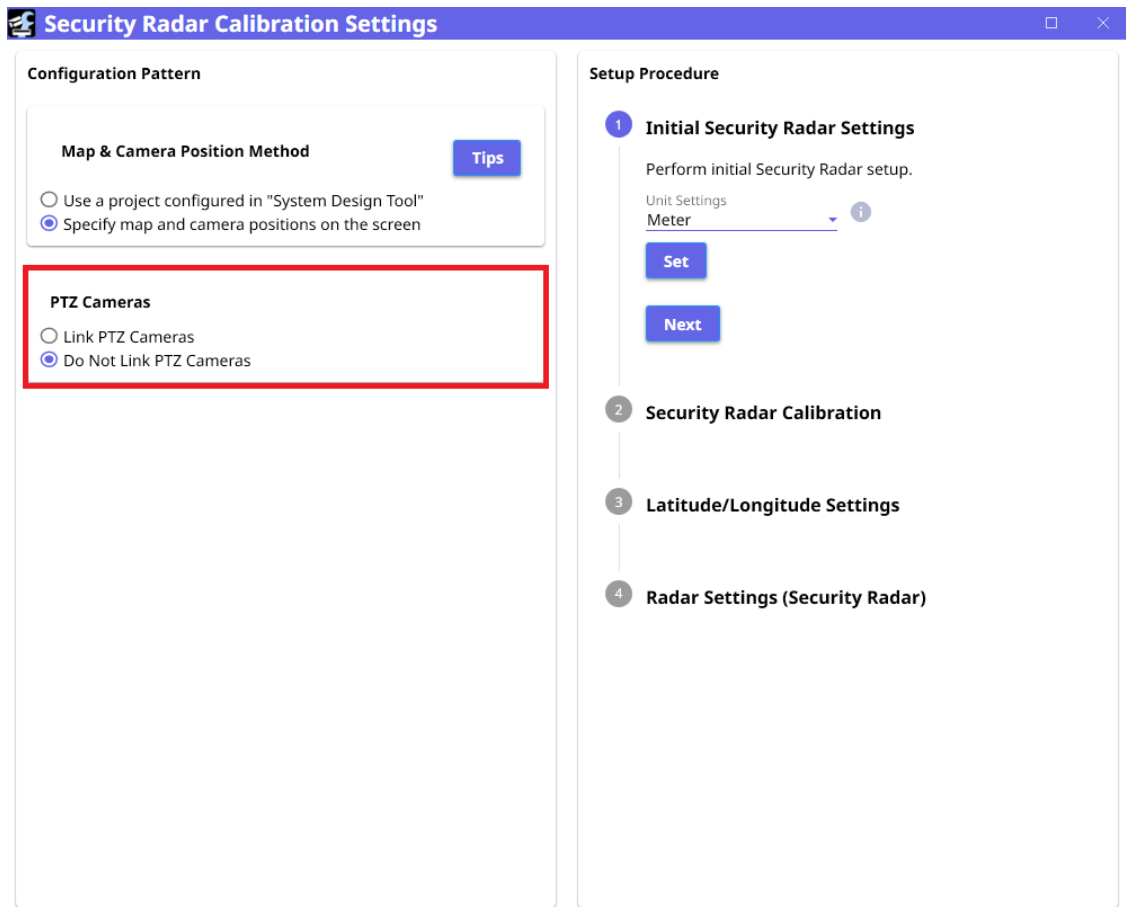 Security Radar Calibration Settings
Configuration Pattern
Map & Camera Position Method
Tips
Use a project configured in "System Design Tool"
Specify map and camera positions on the screen
PTZ Cameras
Link PTZ Cameras
Do Not Link PTZ Cameras
Setup Procedure
1 Initial Security Radar Settings
Perform initial Security Radar setup.
Unit Settings
Meter
i
Set
Next
2 Security Radar Calibration
3 Latitude/Longitude Settings
4 Radar Settings (Security Radar)